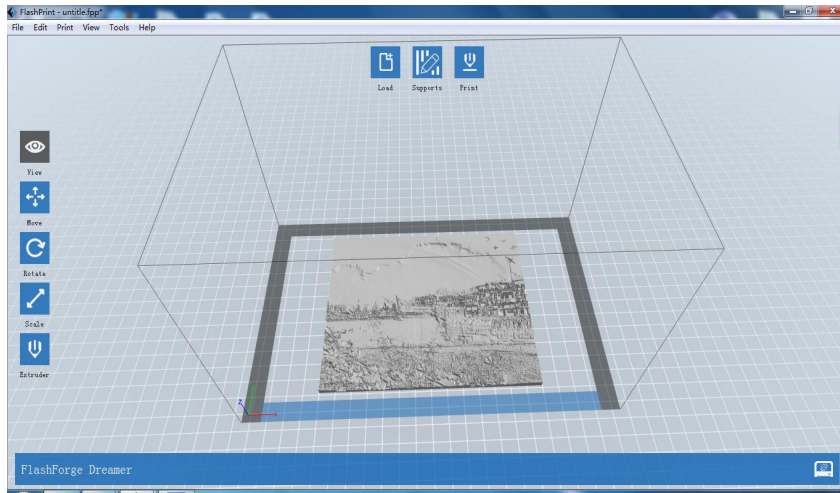 FlashPrint - untitle.fpp*
File Edit Print View Tools Help
Load Supports Print
View
Move
Rotate
Scale
Extruder
FlashForge Dreamer